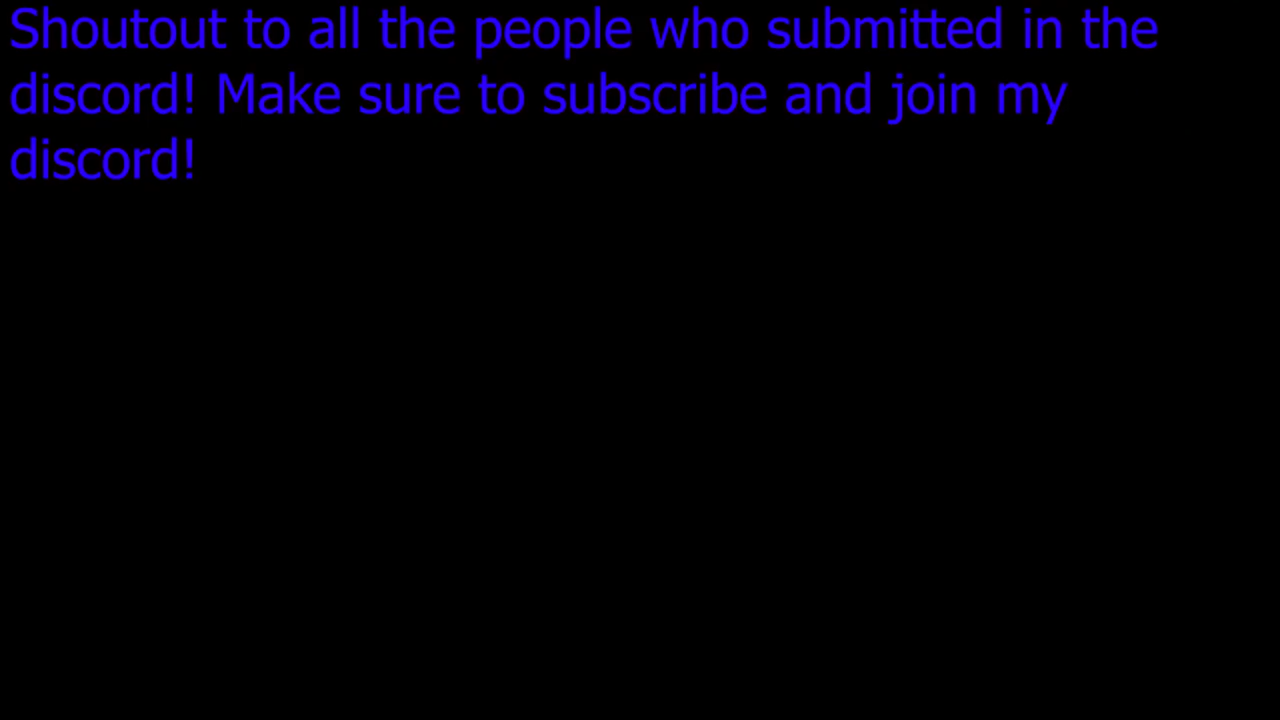 Shoutout to all the people who submitted in the
discord! Make sure to subscribe and join my
discord!